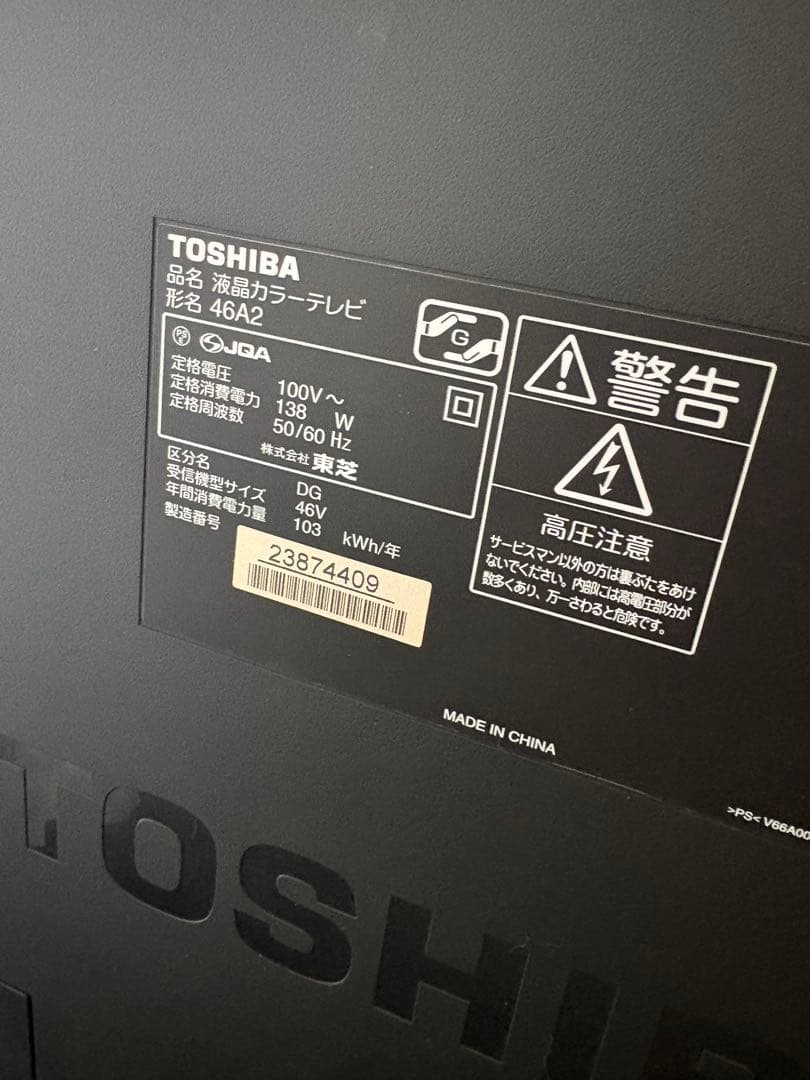 TOSHIBA
品名 液晶カラーテレビ
形名 46A2
PS
E
JQA
定格電圧 100V～
定格消費電力 138 W
定格周波数 50/60 Hz
株式会社 東芝
区分名 DG
受信機型サイズ 46V
年間消費電力量 103 kWh/年
製造番号
23874409
G
警告
高圧注意
サービスマン以外の方は裏ぶたをあけ
ないでください。内部には高電圧部分が
数多くあり、万一さわると危険です。
MADE IN CHINA
>PS< V66A00
TOSHIB